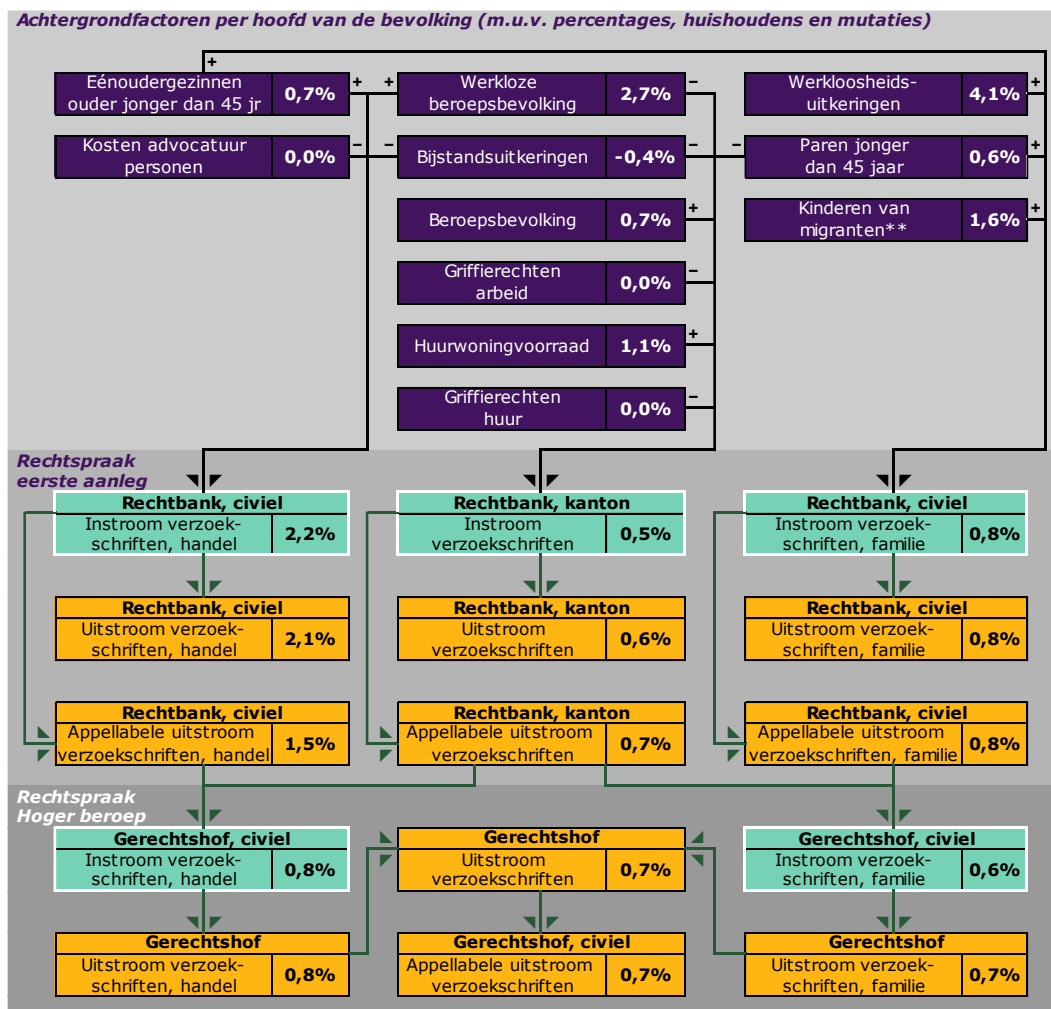 Achtergrondfactoren per hoofd van de bevolking (m.u.v. percentages, huishoudens en mutaties)
+
Eénoudergezinnen
ouder jonger dan 45 jr
0,7%
+
+
Werkloze
beroepsbevolking
2,7%
−
Werkloosheids-
uitkeringen
4,1%
+
Kosten advocatuur
personen
0,0%
−
−
Bijstandsuitkeringen
-0,4%
−
−
Paren jonger
dan 45 jaar
0,6%
+
Beroepsbevolking
0,7%
+
Kinderen van
migranten**
1,6%
+
Griffierechten
arbeid
0,0%
−
Huurwoningvoorraad
1,1%
+
Griffierechten
huur
0,0%
−
Rechtspraak
eerste aanleg
Rechtbank, civiel
Instroom verzoek-
schriften, handel
2,2%
Rechtbank, kanton
Instroom
verzoekschriften
0,5%
Rechtbank, civiel
Instroom verzoek-
schriften, familie
0,8%
Rechtbank, civiel
Uitstroom verzoek-
schriften, handel
2,1%
Rechtbank, kanton
Uitstroom
verzoekschriften
0,6%
Rechtbank, civiel
Uitstroom verzoek-
schriften, familie
0,8%
Rechtbank, civiel
Appellabele uitstroom
verzoekschriften, handel
1,5%
Rechtbank, kanton
Appellabele uitstroom
verzoekschriften
0,7%
Rechtbank, civiel
Appellabele uitstroom
verzoekschriften, familie
0,8%
Rechtspraak
Hoger beroep
Gerechtshof, civiel
Instroom verzoek-
schriften, handel
0,8%
Gerechtshof
Uitstroom
verzoekschriften
0,7%
Gerechtshof, civiel
Instroom verzoek-
schriften, familie
0,6%
Gerechtshof
Uitstroom verzoek-
schriften, handel
0,8%
Gerechtshof, civiel
Appellabele uitstroom
verzoekschriften
0,7%
Gerechtshof
Uitstroom verzoek-
schriften, familie
0,7%